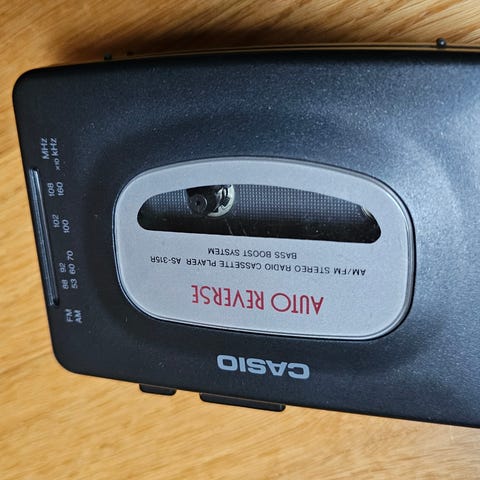 CASIO
AUTO REVERSE
AM/FM STEREO RADIO CASSETTE PLAYER AS-315R
BASS BOOST SYSTEM
FM 88 92 102 108 MHz
AM 53 60 70 100 160 ×10 kHz